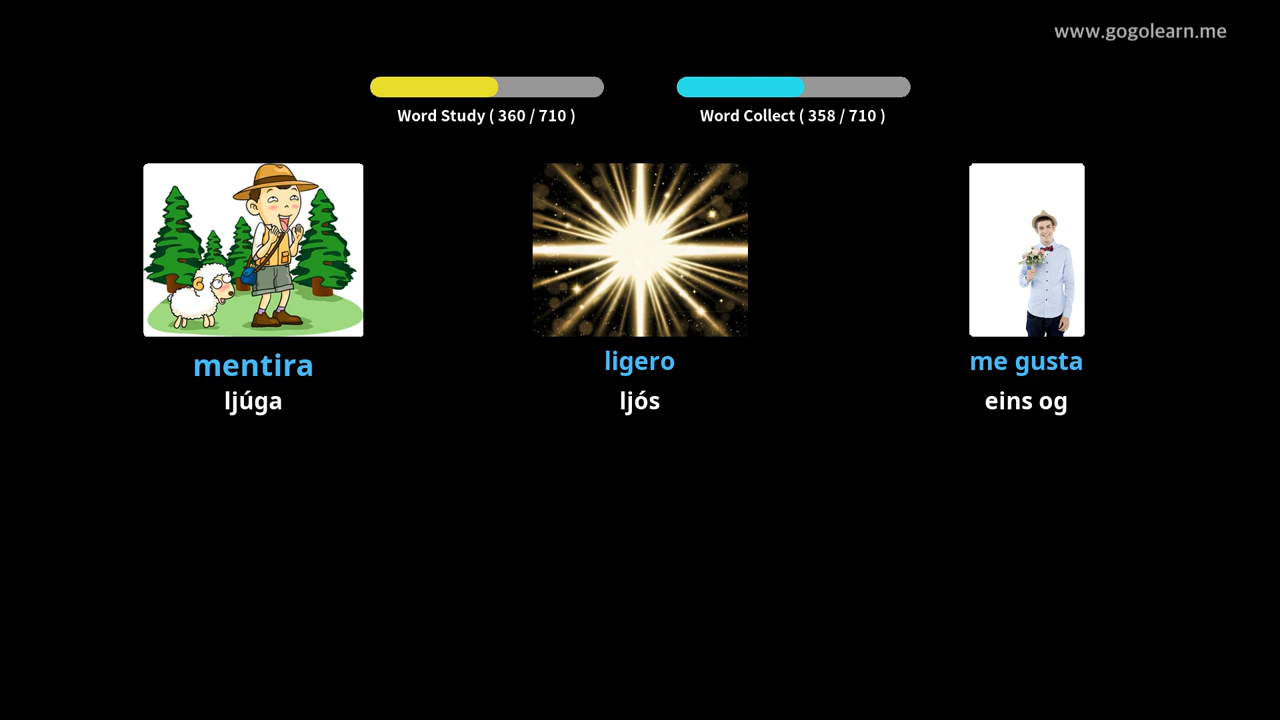 www.gogolearn.me
Word Study ( 360 / 710 )
Word Collect ( 358 / 710 )
mentira
ljúga
ligero
ljós
me gusta
eins og